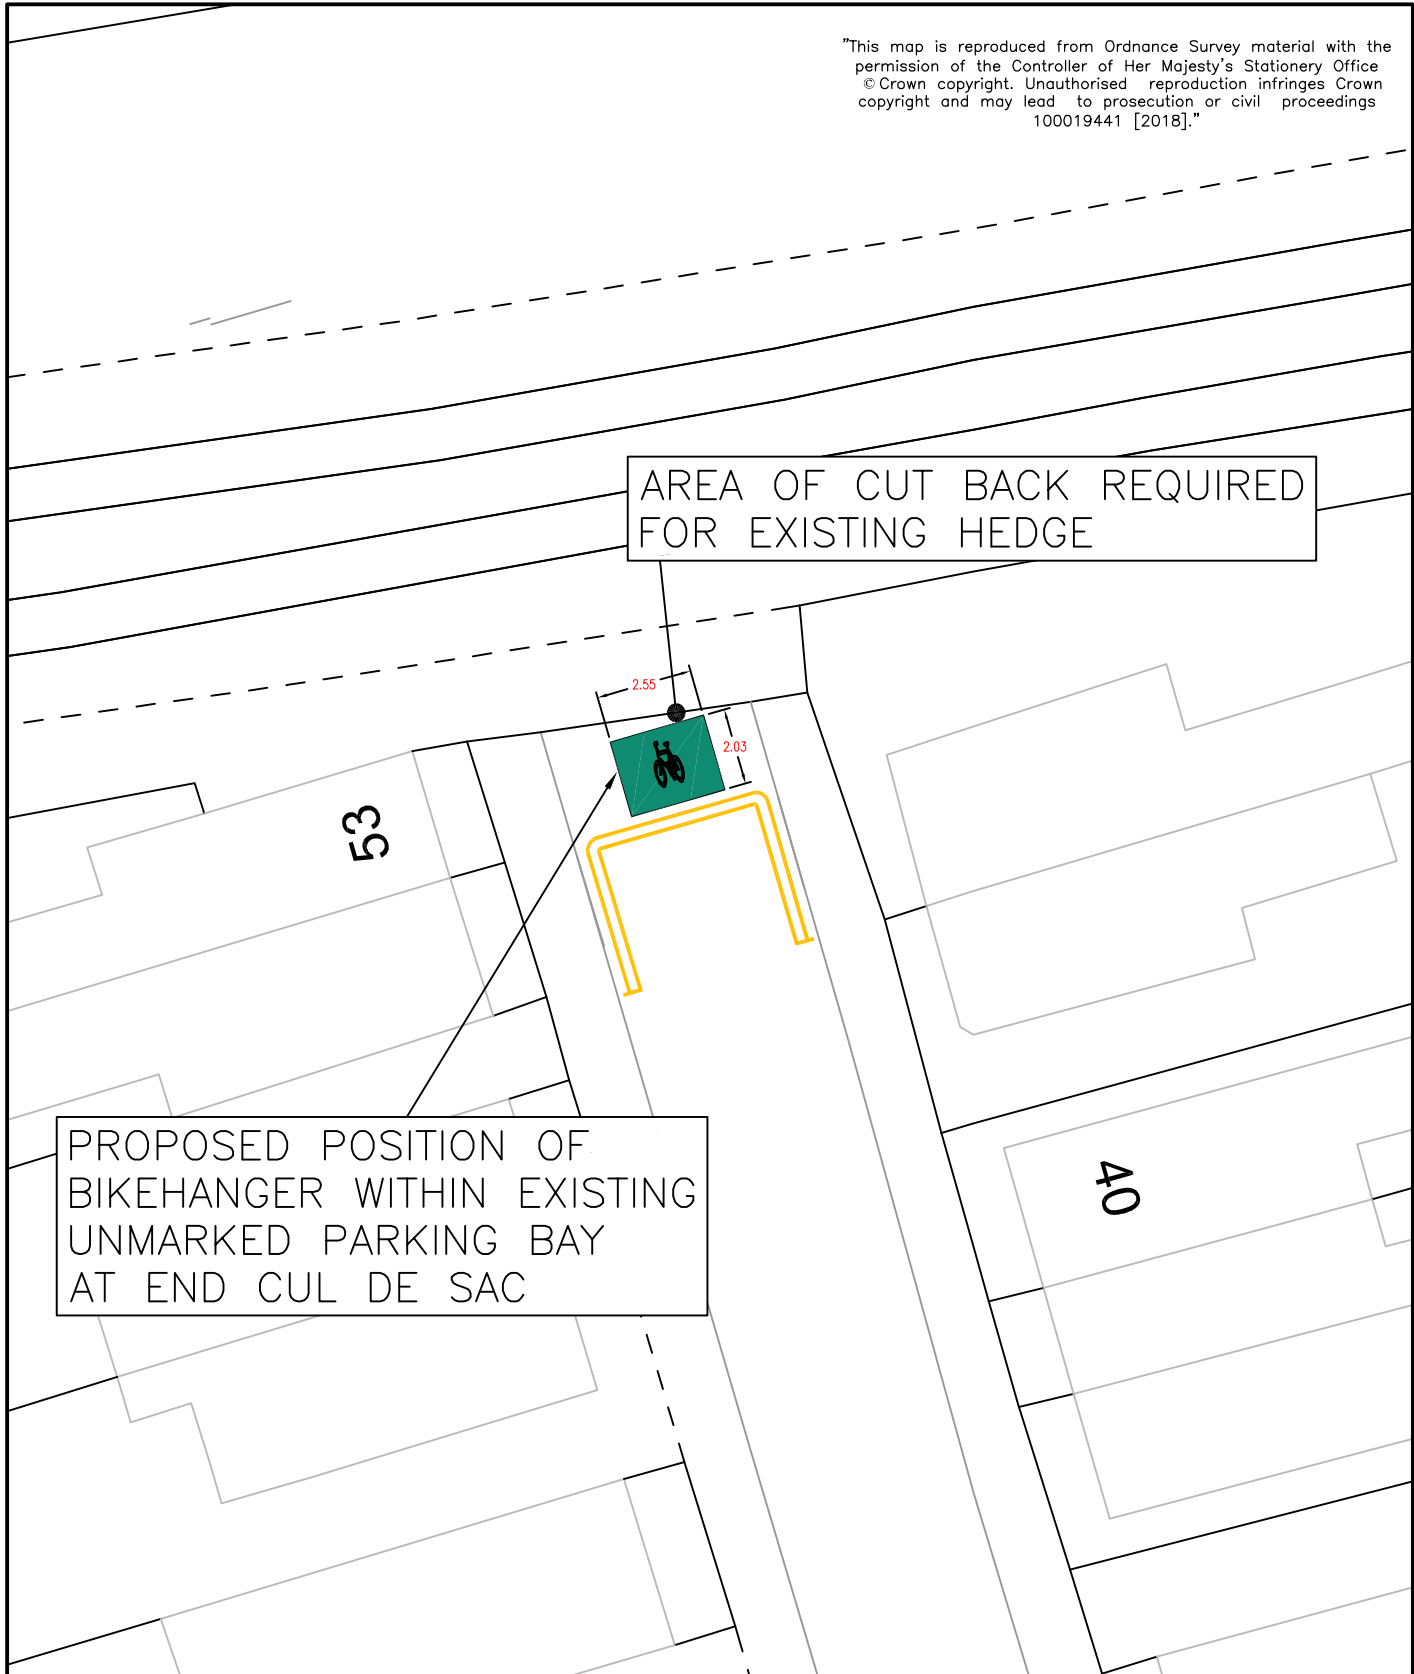 "This map is reproduced from Ordnance Survey material with the
permission of the Controller of Her Majesty's Stationery Office
© Crown copyright. Unauthorised reproduction infringes Crown
copyright and may lead to prosecution or civil proceedings
100019441 [2018]."
AREA OF CUT BACK REQUIRED
FOR EXISTING HEDGE
2.55
2.03
53
PROPOSED POSITION OF
BIKEHANGER WITHIN EXISTING
UNMARKED PARKING BAY
AT END CUL DE SAC
40